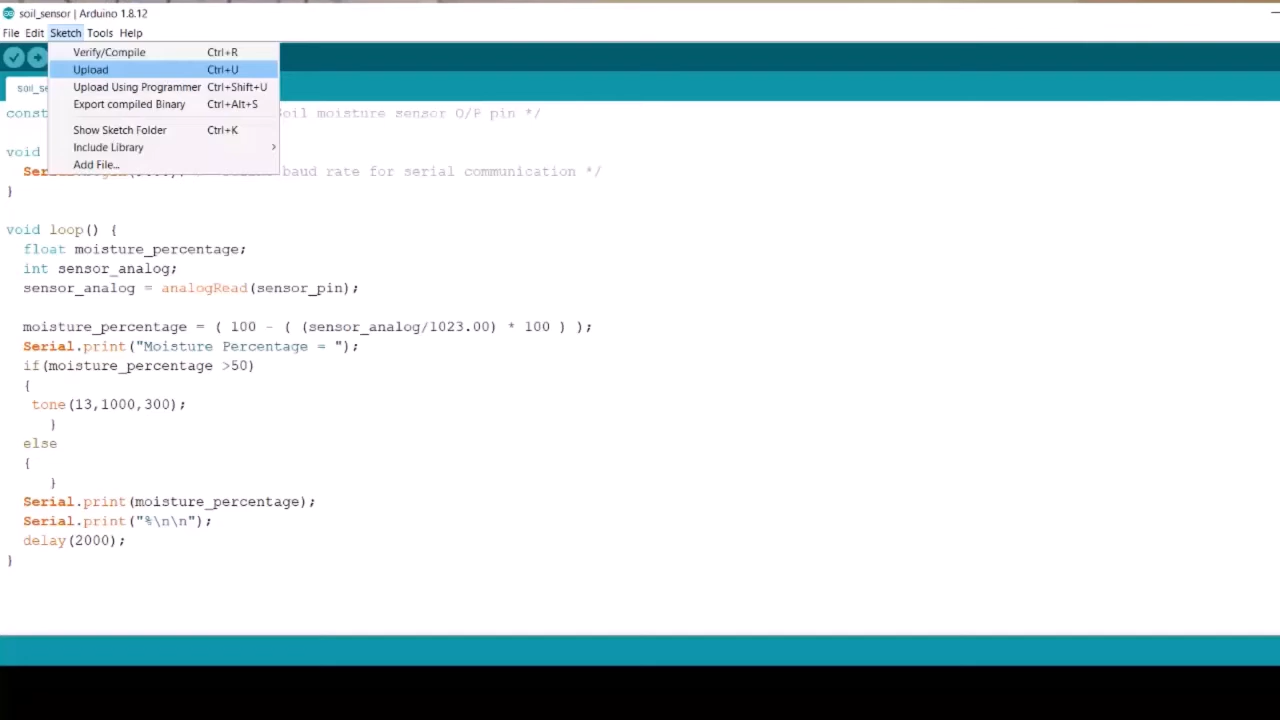 soil_sensor | Arduino 1.8.12
File Edit Sketch Tools Help
Verify/Compile Ctrl+R
Upload Ctrl+U
Upload Using Programmer Ctrl+Shift+U
Export compiled Binary Ctrl+Alt+S
Show Sketch Folder Ctrl+K
Include Library
Add File...
soil_se
const Soil moisture sensor O/P pin */
void
baud rate for serial communication */
}
void loop() {
float moisture_percentage;
int sensor_analog;
sensor_analog = analogRead(sensor_pin);
moisture_percentage = ( 100 - ( (sensor_analog/1023.00) * 100 ) );
Serial.print("Moisture Percentage = ");
if(moisture_percentage >50)
{
tone(13,1000,300);
}
else
{
}
Serial.print(moisture_percentage);
Serial.print("%\n\n");
delay(2000);
}